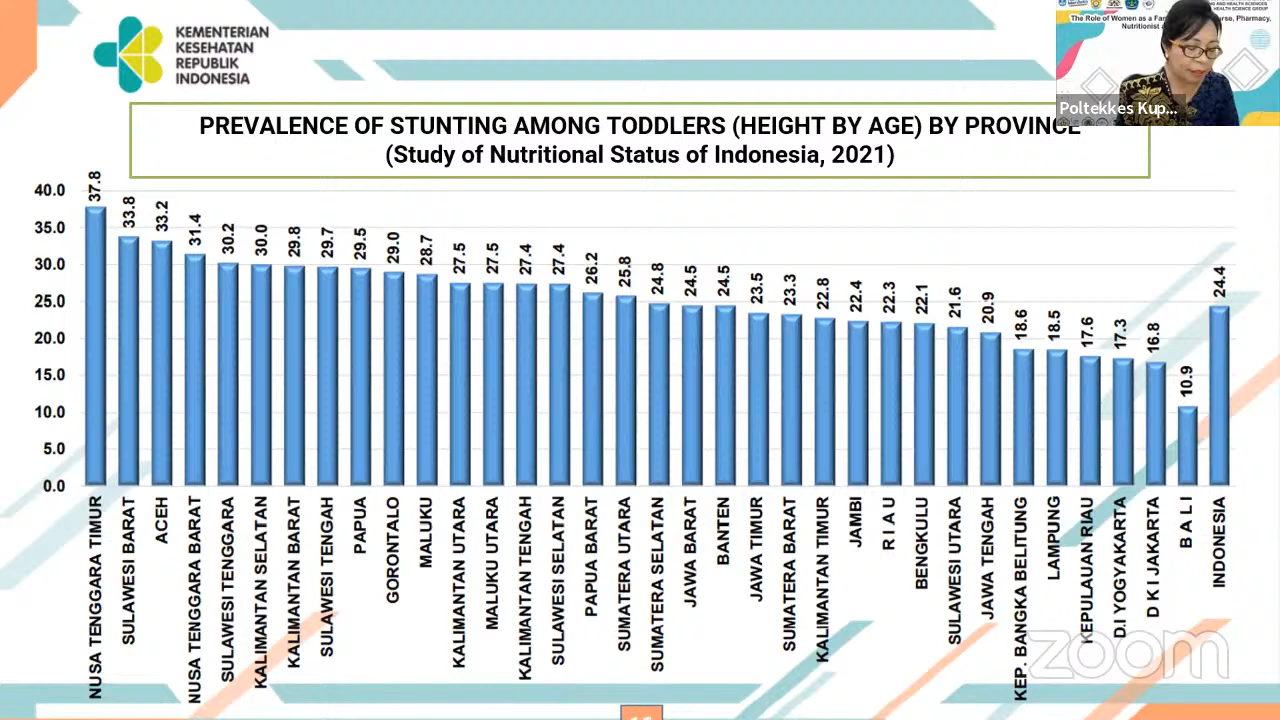 KEMENTERIAN
KESEHATAN
REPUBLIK
INDONESIA
The Role of Women as a
Pharmacy,
Nutritionist
Poltekkes Kup...
PREVALENCE OF STUNTING AMONG TODDLERS (HEIGHT BY AGE) BY PROVINCE
(Study of Nutritional Status of Indonesia, 2021)
40.0
35.0
30.0
25.0
20.0
15.0
10.0
5.0
0.0
37.8
33.8
33.2
31.4
30.2
30.0
29.8
29.7
29.5
29.0
28.7
27.5
27.5
27.4
27.4
26.2
25.8
24.8
24.5
24.5
23.5
23.3
22.8
22.4
22.3
22.1
21.6
20.9
18.6
18.5
17.6
17.3
16.8
10.9
24.4
NUSA TENGGARA TIMUR
SULAWESI BARAT
ACEH
NUSA TENGGARA BARAT
SULAWESI TENGGARA
KALIMANTAN SELATAN
KALIMANTAN BARAT
SULAWESI TENGAH
PAPUA
GORONTALO
MALUKU
KALIMANTAN UTARA
MALUKU UTARA
KALIMANTAN TENGAH
SULAWESI SELATAN
PAPUA BARAT
SUMATERA UTARA
SUMATERA SELATAN
JAWA BARAT
BANTEN
JAWA TIMUR
SUMATERA BARAT
KALIMANTAN TIMUR
JAMBI
R I A U
BENGKULU
SULAWESI UTARA
JAWA TENGAH
KEP. BANGKA BELITUNG
LAMPUNG
KEPULAUAN RIAU
D.I YOGYAKARTA
D K I JAKARTA
B A L I
INDONESIA
zoom